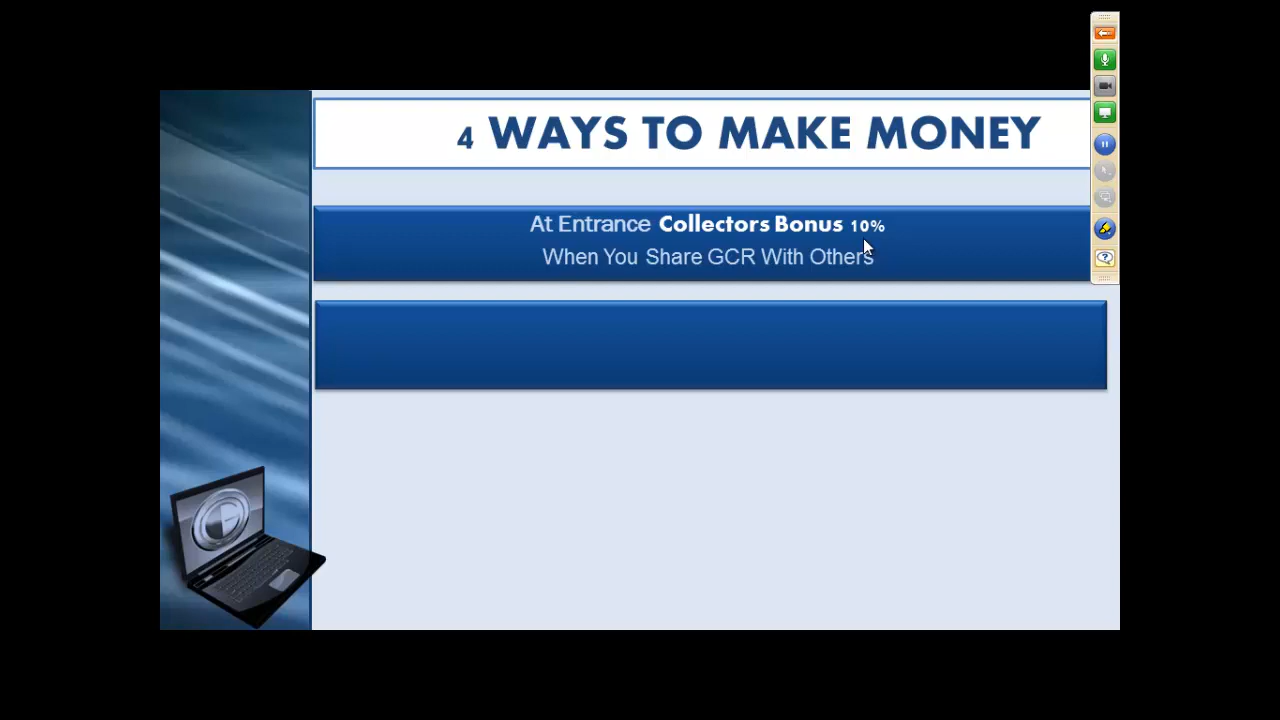 4 WAYS TO MAKE MONEY
At Entrance Collectors Bonus 10%
When You Share GCR With Others